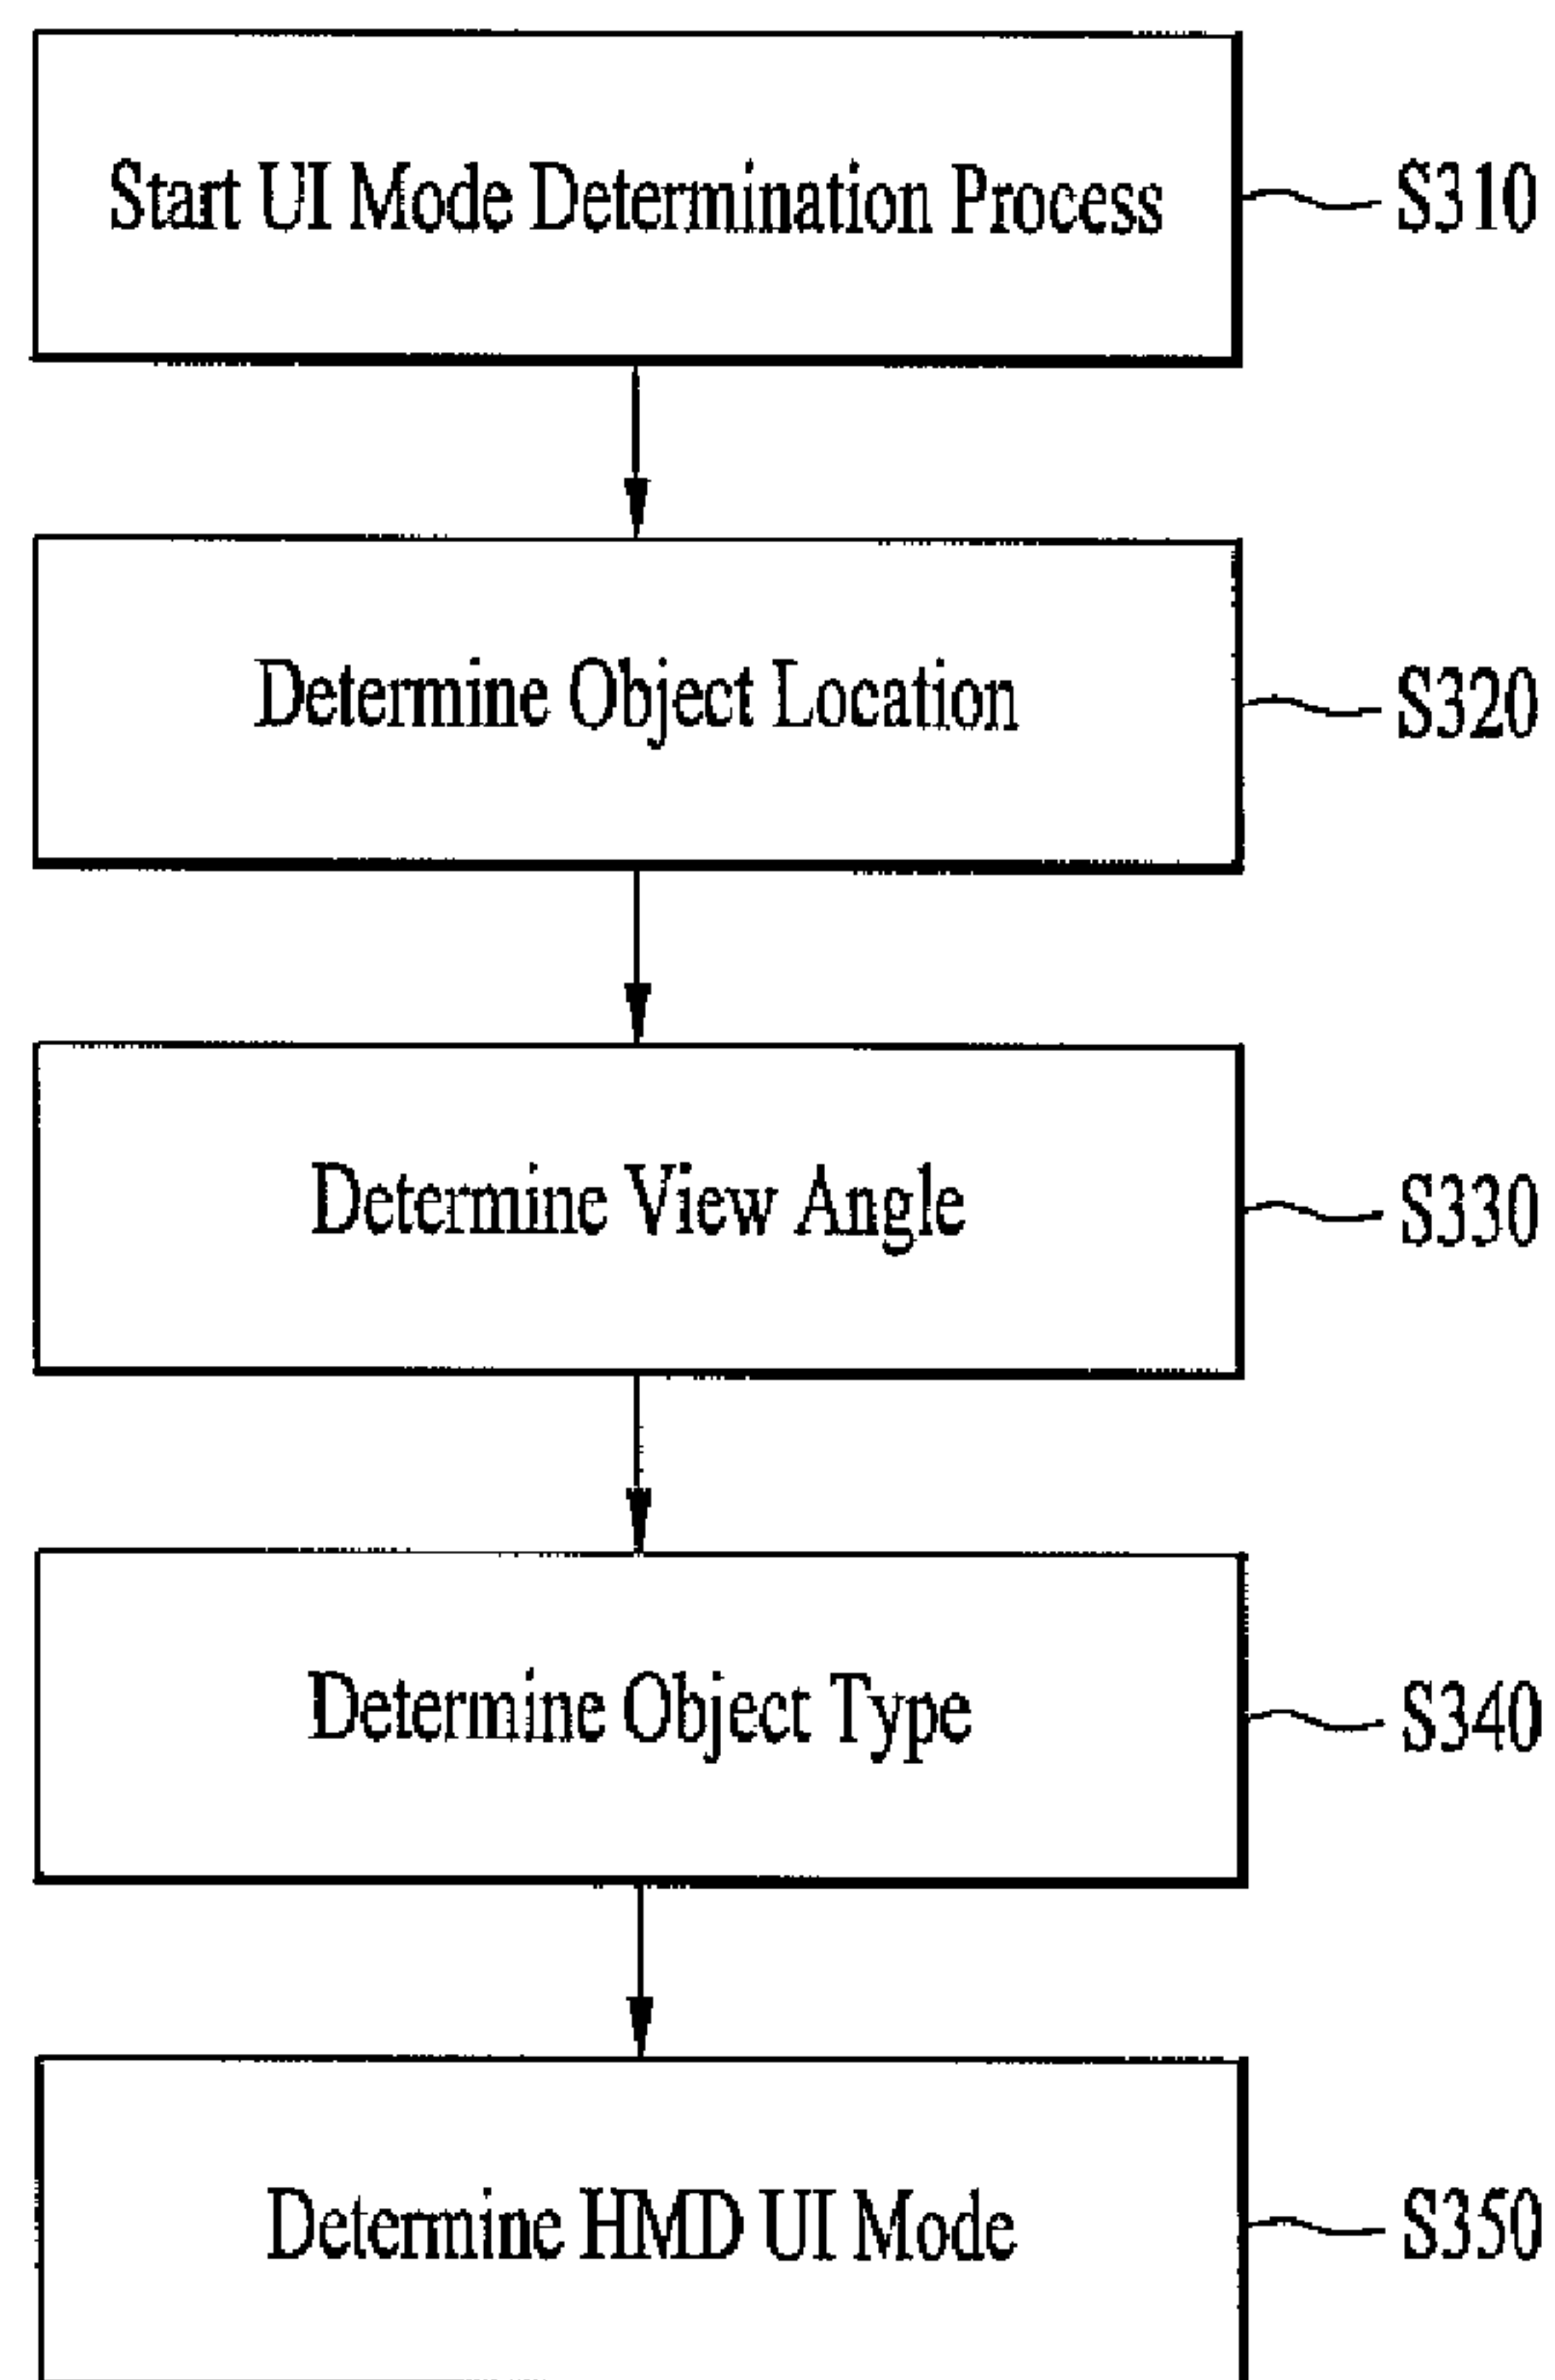 Start UI Mode Determination Process S310
Determine Object Location S320
Determine View Angle S330
Determine Object Type S340
Determine HMD UI Mode S350